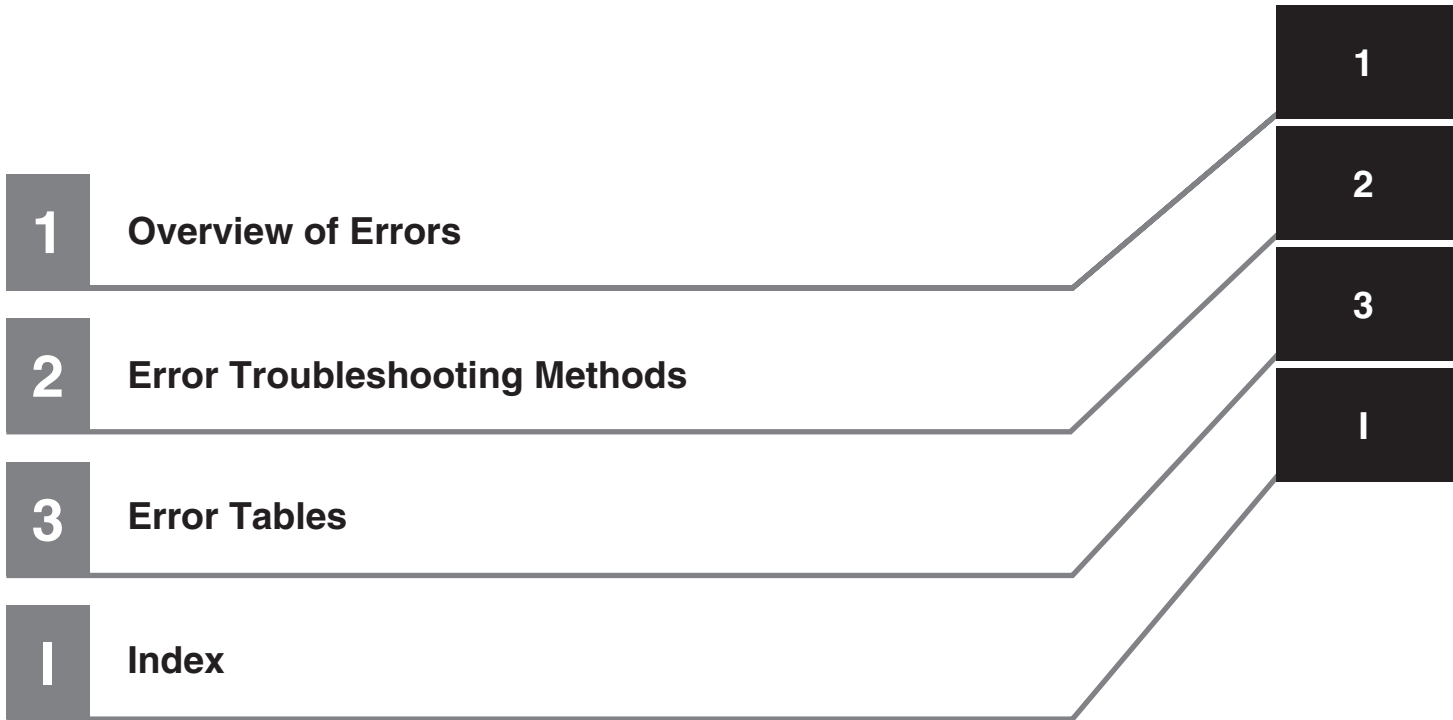 1 Overview of Errors
2 Error Troubleshooting Methods
3 Error Tables
I Index
1
2
3
I